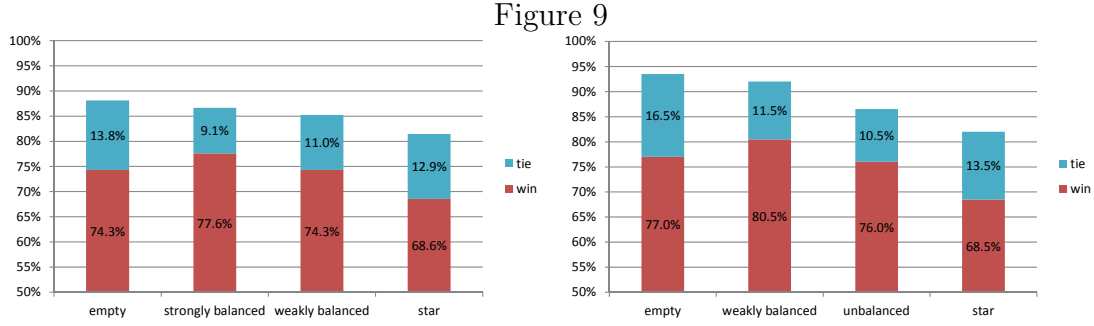 Figure 9
100%
95%
90%
85%
80%
75%
70%
65%
60%
55%
50%
13.8%
9.1%
11.0%
12.9%
74.3%
77.6%
74.3%
68.6%
empty
strongly balanced
weakly balanced
star
tie
win
100%
95%
90%
85%
80%
75%
70%
65%
60%
55%
50%
16.5%
11.5%
10.5%
13.5%
77.0%
80.5%
76.0%
68.5%
empty
weakly balanced
unbalanced
star
tie
win